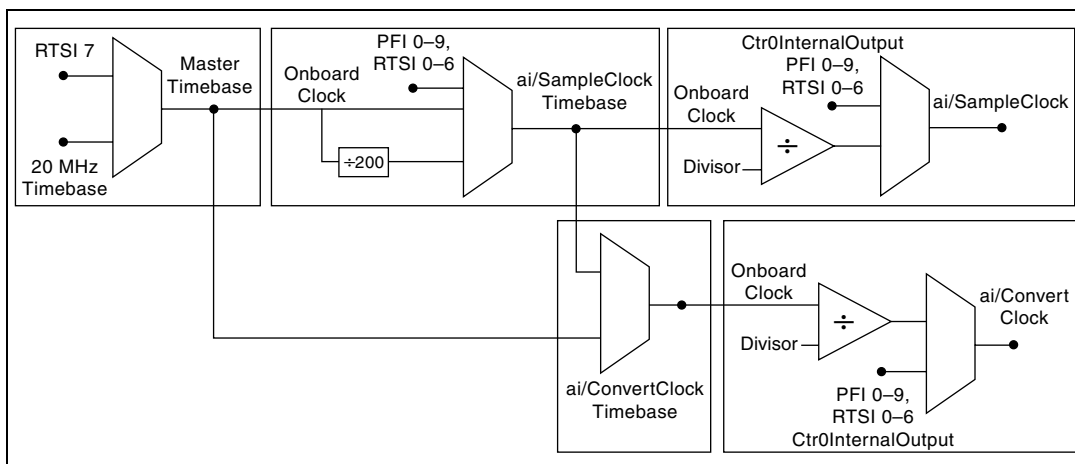 RTSI 7
Master
Timebase
20 MHz
Timebase
PFI 0–9,
RTSI 0–6
Onboard
Clock
÷200
ai/SampleClock
Timebase
Ctr0InternalOutput
PFI 0–9,
RTSI 0–6
Onboard
Clock
Divisor
÷
ai/SampleClock
ai/ConvertClock
Timebase
Onboard
Clock
Divisor
÷
ai/Convert
Clock
PFI 0–9,
RTSI 0–6
Ctr0InternalOutput